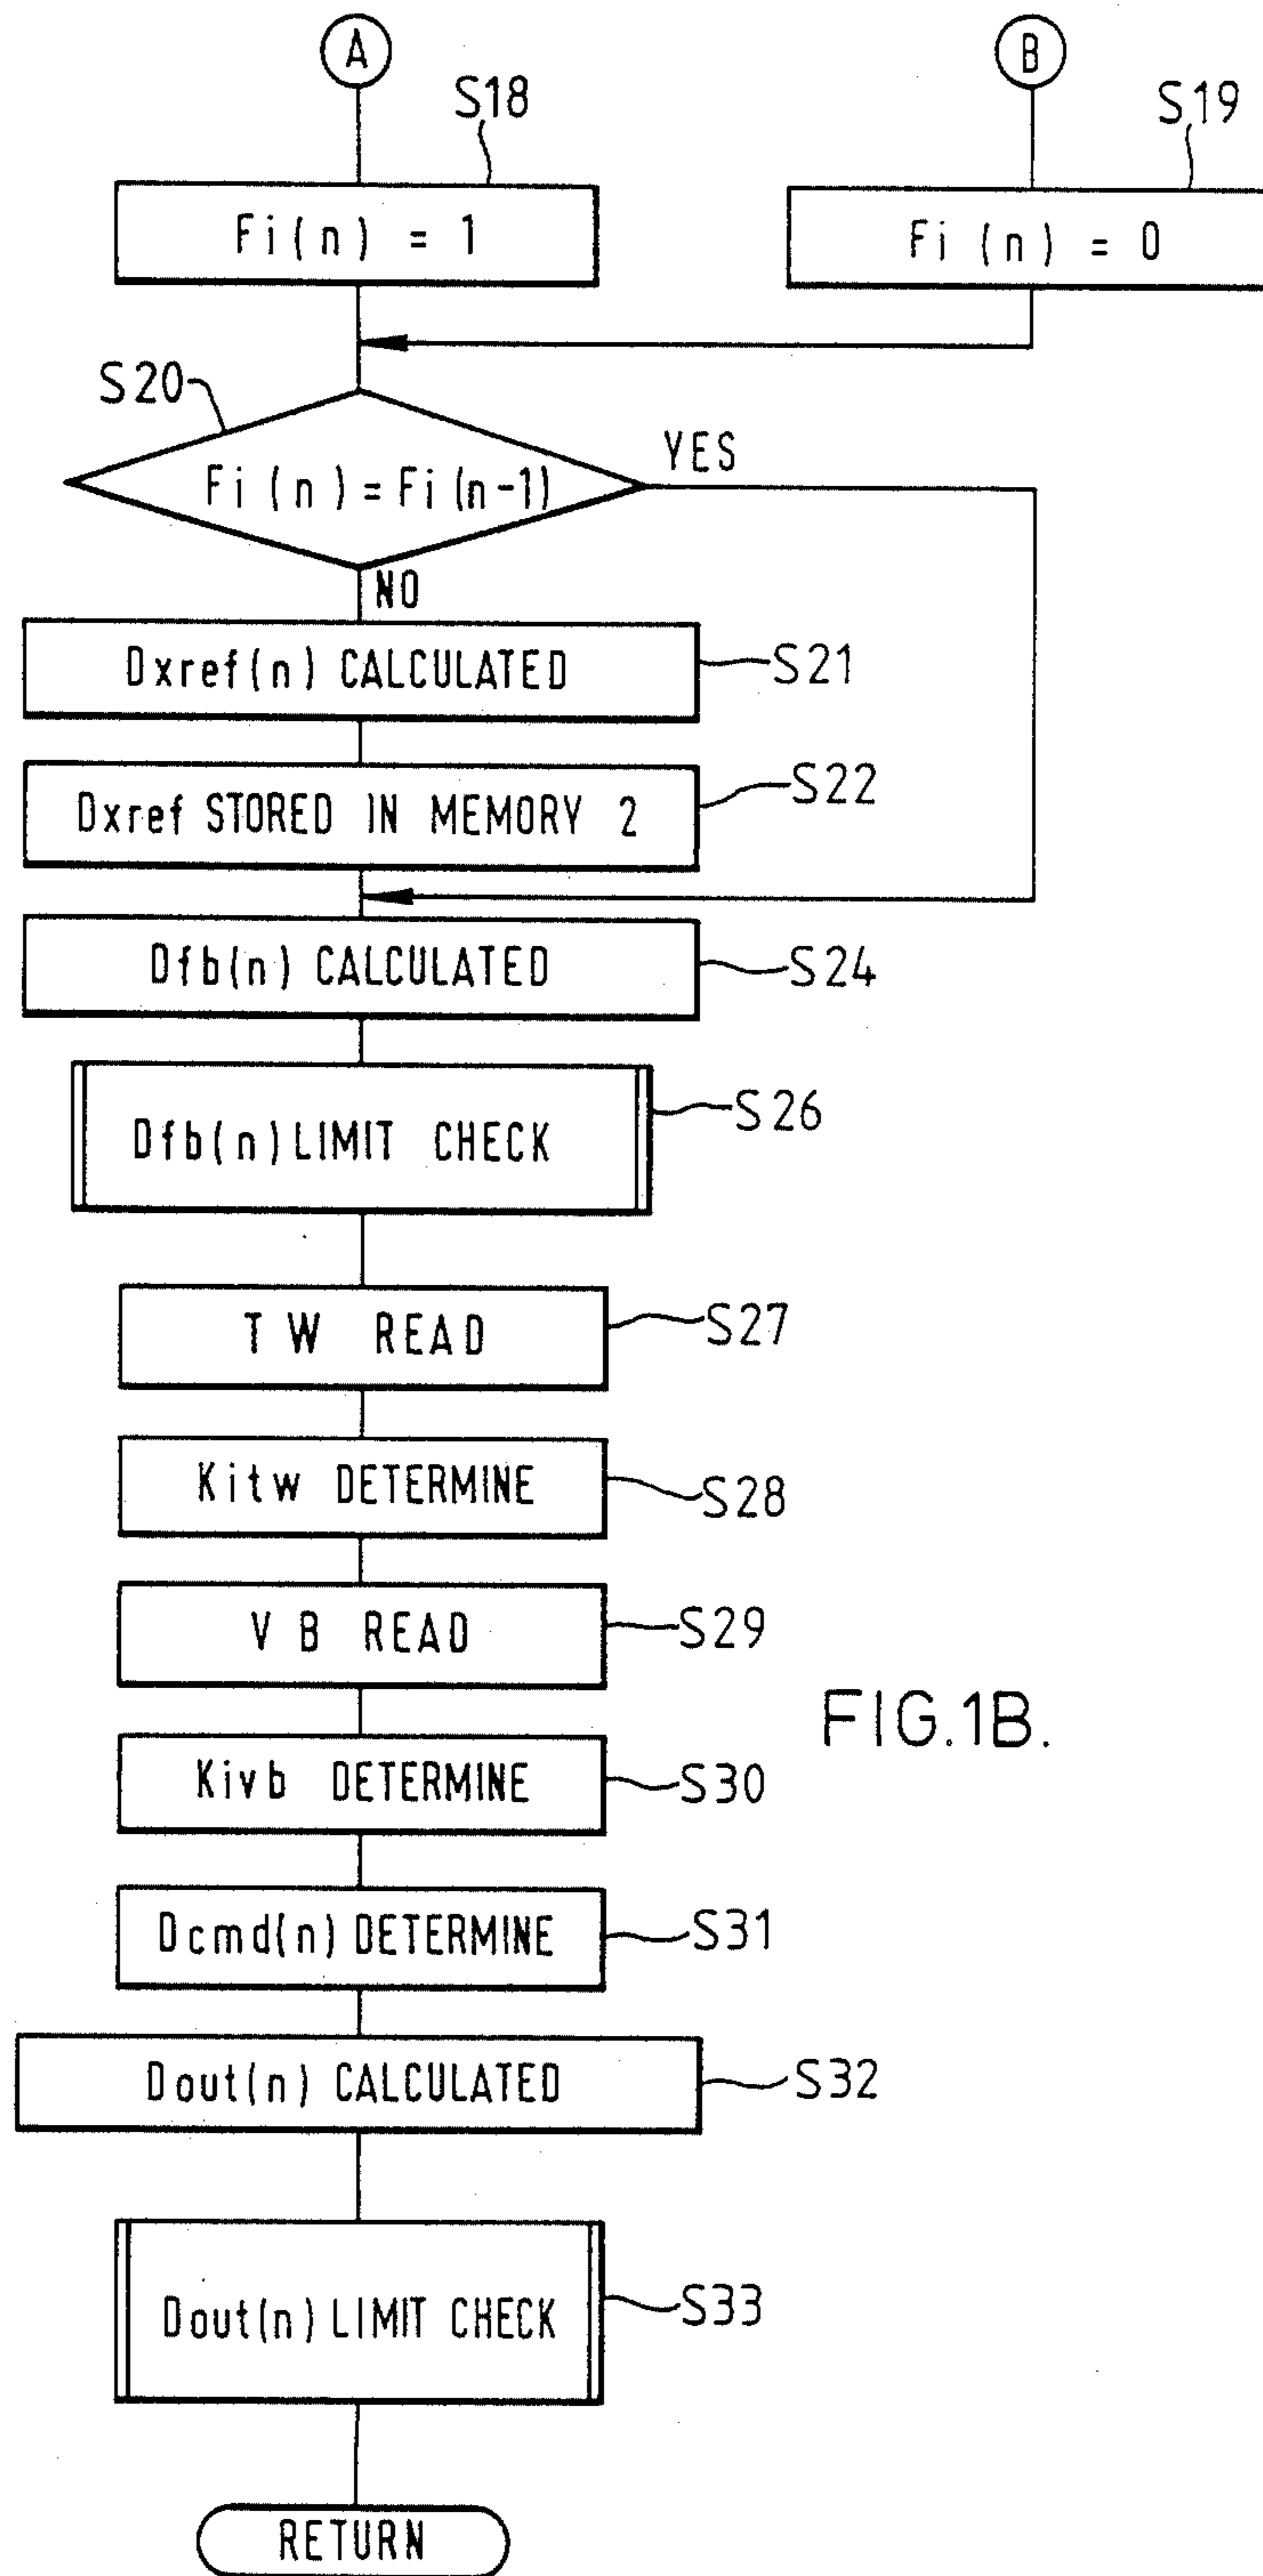 A
B
S18
S19
Fi(n) = 1
Fi (n) = 0
S20
Fi (n) = Fi (n-1)
YES
NO
Dxref(n) CALCULATED
S21
Dxref STORED IN MEMORY 2
S22
Dfb(n) CALCULATED
S24
Dfb(n) LIMIT CHECK
S26
TW READ
S27
Kitw DETERMINE
S28
VB READ
S29
FIG.1B.
Kivb DETERMINE
S30
Dcmd(n) DETERMINE
S31
Dout(n) CALCULATED
S32
Dout(n) LIMIT CHECK
S33
RETURN